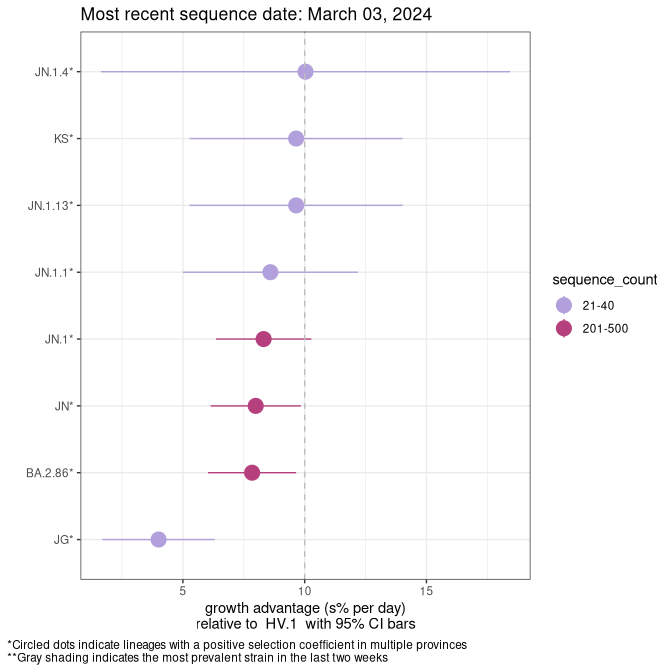 Most recent sequence date: March 03, 2024
JN.1.4*
KS*
JN.1.13*
JN.1.1*
JN.1*
JN*
BA.2.86*
JG*
5 10 15
growth advantage (s% per day)
relative to HV.1 with 95% CI bars
sequence_count
21-40
201-500
*Circled dots indicate lineages with a positive selection coefficient in multiple provinces
**Gray shading indicates the most prevalent strain in the last two weeks